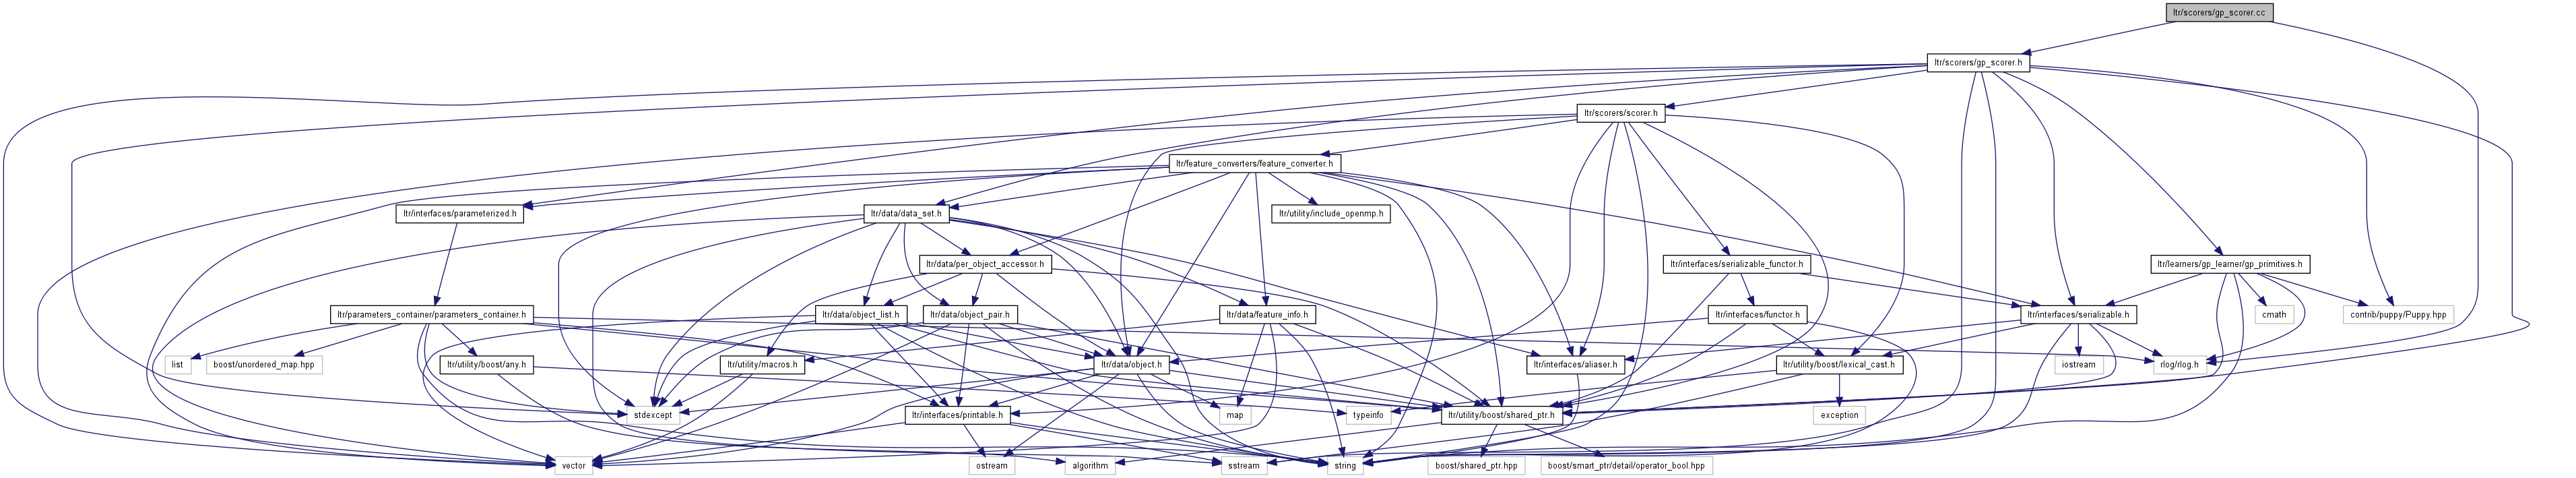 ltr/scorers/gp_scorer.cc
ltr/scorers/gp_scorer.h
ltr/scorers/scorer.h
ltr/feature_converters/feature_converter.h
ltr/interfaces/parameterized.h
ltr/data/data_set.h
ltr/utility/include_openmp.h
ltr/data/per_object_accessor.h
ltr/interfaces/serializable_functor.h
ltr/learners/gp_learner/gp_primitives.h
ltr/parameters_container/parameters_container.h
ltr/data/object_list.h
ltr/data/object_pair.h
ltr/data/feature_info.h
ltr/interfaces/functor.h
ltr/interfaces/serializable.h
cmath
contrib/puppy/Puppy.hpp
list
boost/unordered_map.hpp
ltr/utility/boost/any.h
ltr/utility/macros.h
ltr/data/object.h
ltr/interfaces/aliaser.h
ltr/utility/boost/lexical_cast.h
iostream
rlog/rlog.h
stdexcept
ltr/interfaces/printable.h
map
typeinfo
ltr/utility/boost/shared_ptr.h
exception
vector
ostream
algorithm
sstream
string
boost/shared_ptr.hpp
boost/smart_ptr/detail/operator_bool.hpp